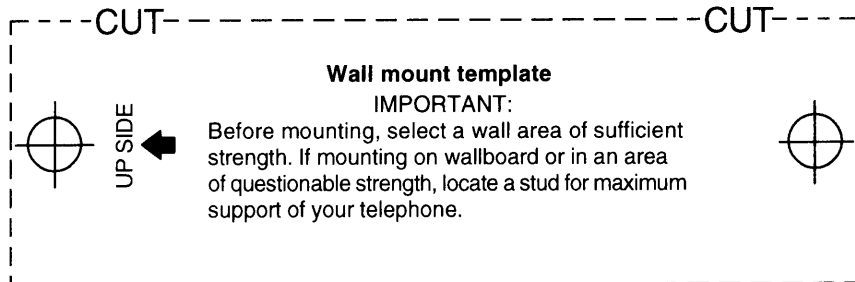 CUT CUT
Wall mount template
IMPORTANT:
UP SIDE
Before mounting, select a wall area of sufficient
strength. If mounting on wallboard or in an area
of questionable strength, locate a stud for maximum
support of your telephone.